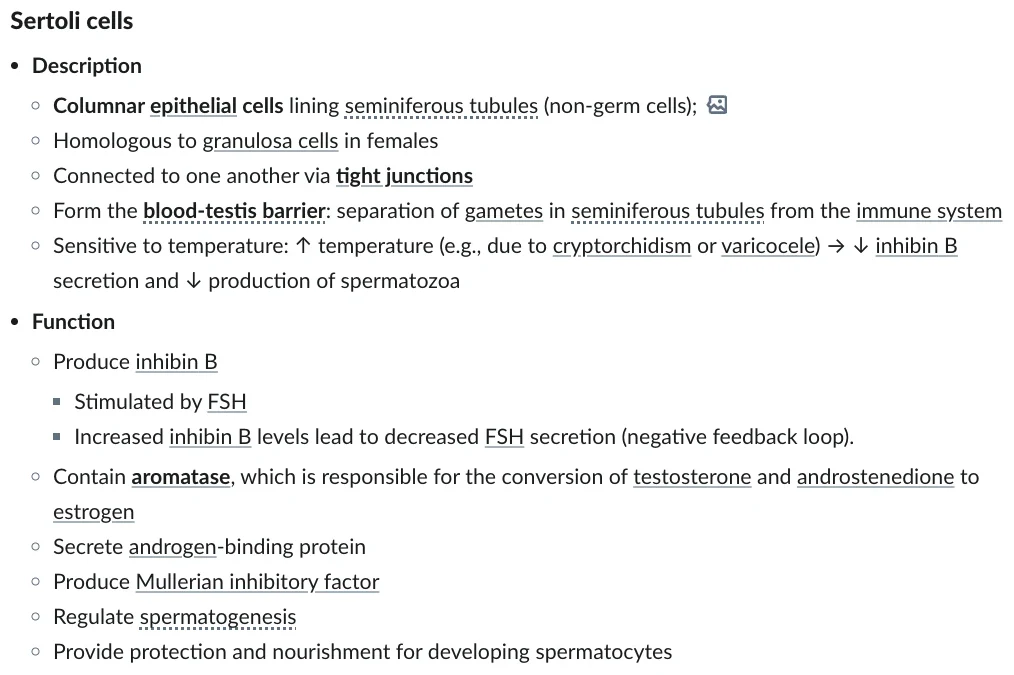 Sertoli cells
• Description
○ Columnar epithelial cells lining seminiferous tubules (non-germ cells);
○ Homologous to granulosa cells in females
○ Connected to one another via tight junctions
○ Form the blood-testis barrier: separation of gametes in seminiferous tubules from the immune system
○ Sensitive to temperature: ↑ temperature (e.g., due to cryptorchidism or varicocele) → ↓ inhibin B
secretion and ↓ production of spermatozoa
• Function
○ Produce inhibin B
▪ Stimulated by FSH
▪ Increased inhibin B levels lead to decreased FSH secretion (negative feedback loop).
○ Contain aromatase, which is responsible for the conversion of testosterone and androstenedione to
estrogen
○ Secrete androgen-binding protein
○ Produce Mullerian inhibitory factor
○ Regulate spermatogenesis
○ Provide protection and nourishment for developing spermatocytes